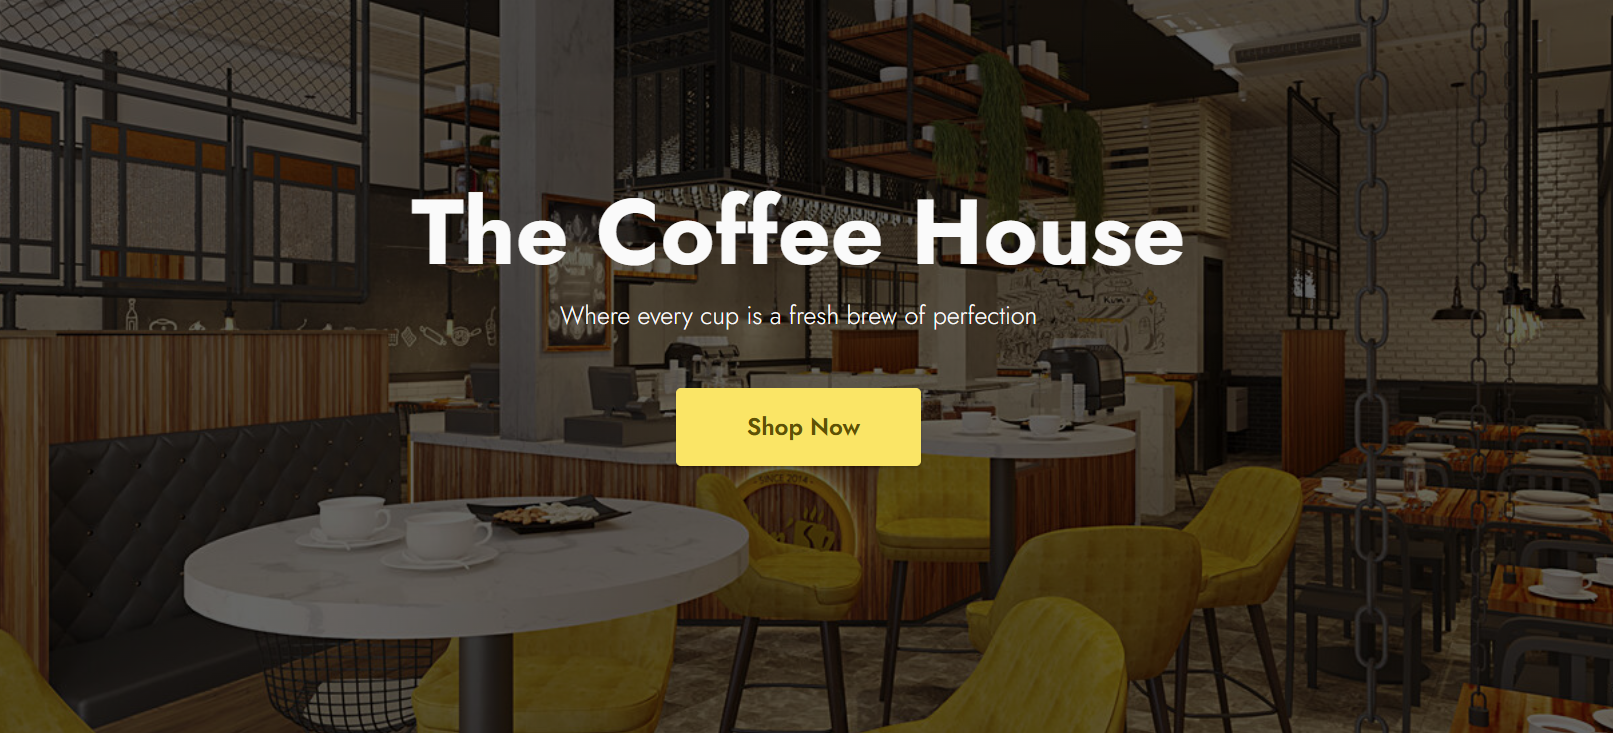 The Coffee House
Where every cup is a fresh brew of perfection
Shop Now
- SINCE 2014 -